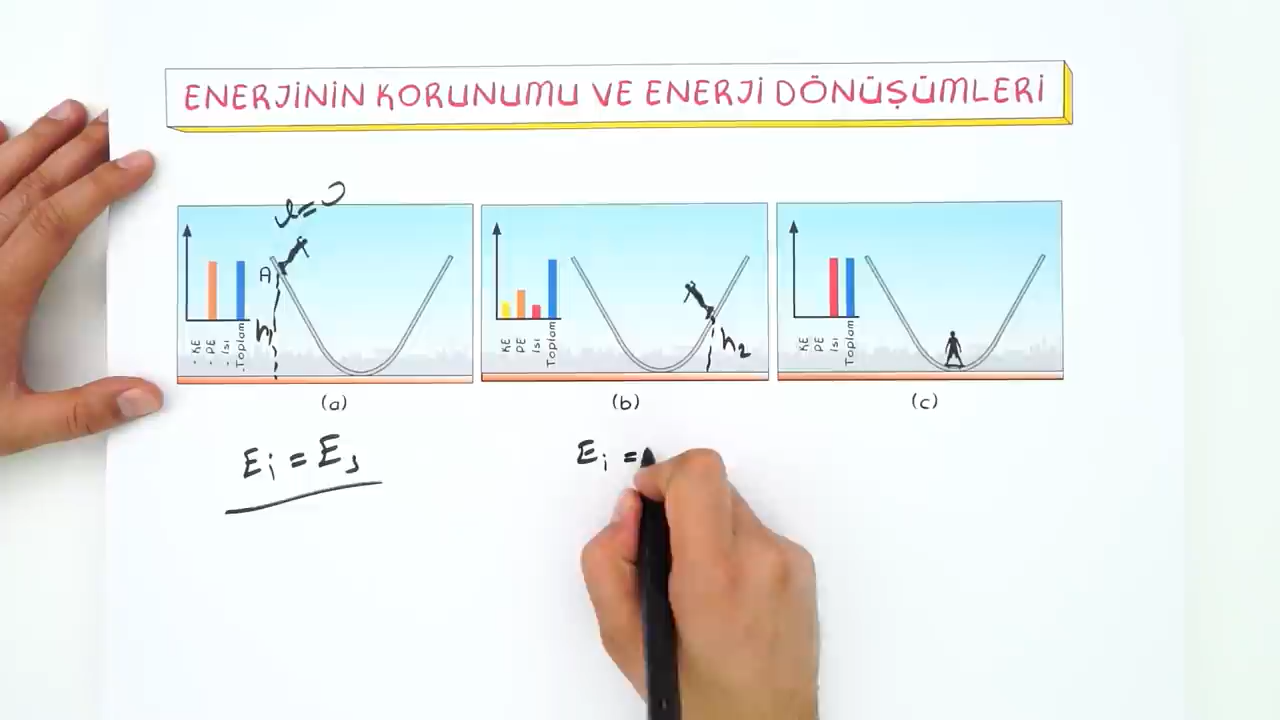 ENERJİNİN KORUNUMU VE ENERJİ DÖNÜŞÜMLERİ
v=0
A
h
KE
PE
Isı
Toplam
(a)
KE
PE
Isı
Toplam
h2
(b)
KE
PE
Isı
Toplam
(c)
Ei = Es
Ei =